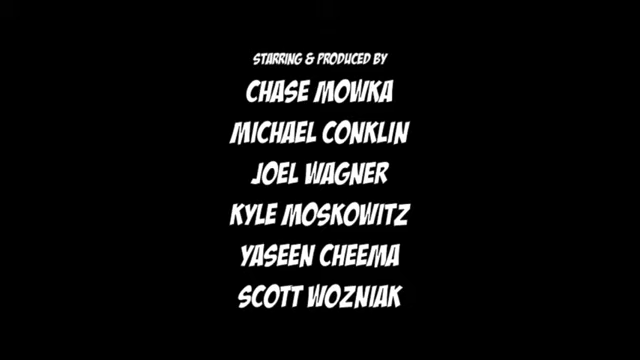 STARRING & PRODUCED BY
CHASE MOWKA
MICHAEL CONKLIN
JOEL WAGNER
KYLE MOSKOWITZ
YASEEN CHEEMA
SCOTT WOZNIAK